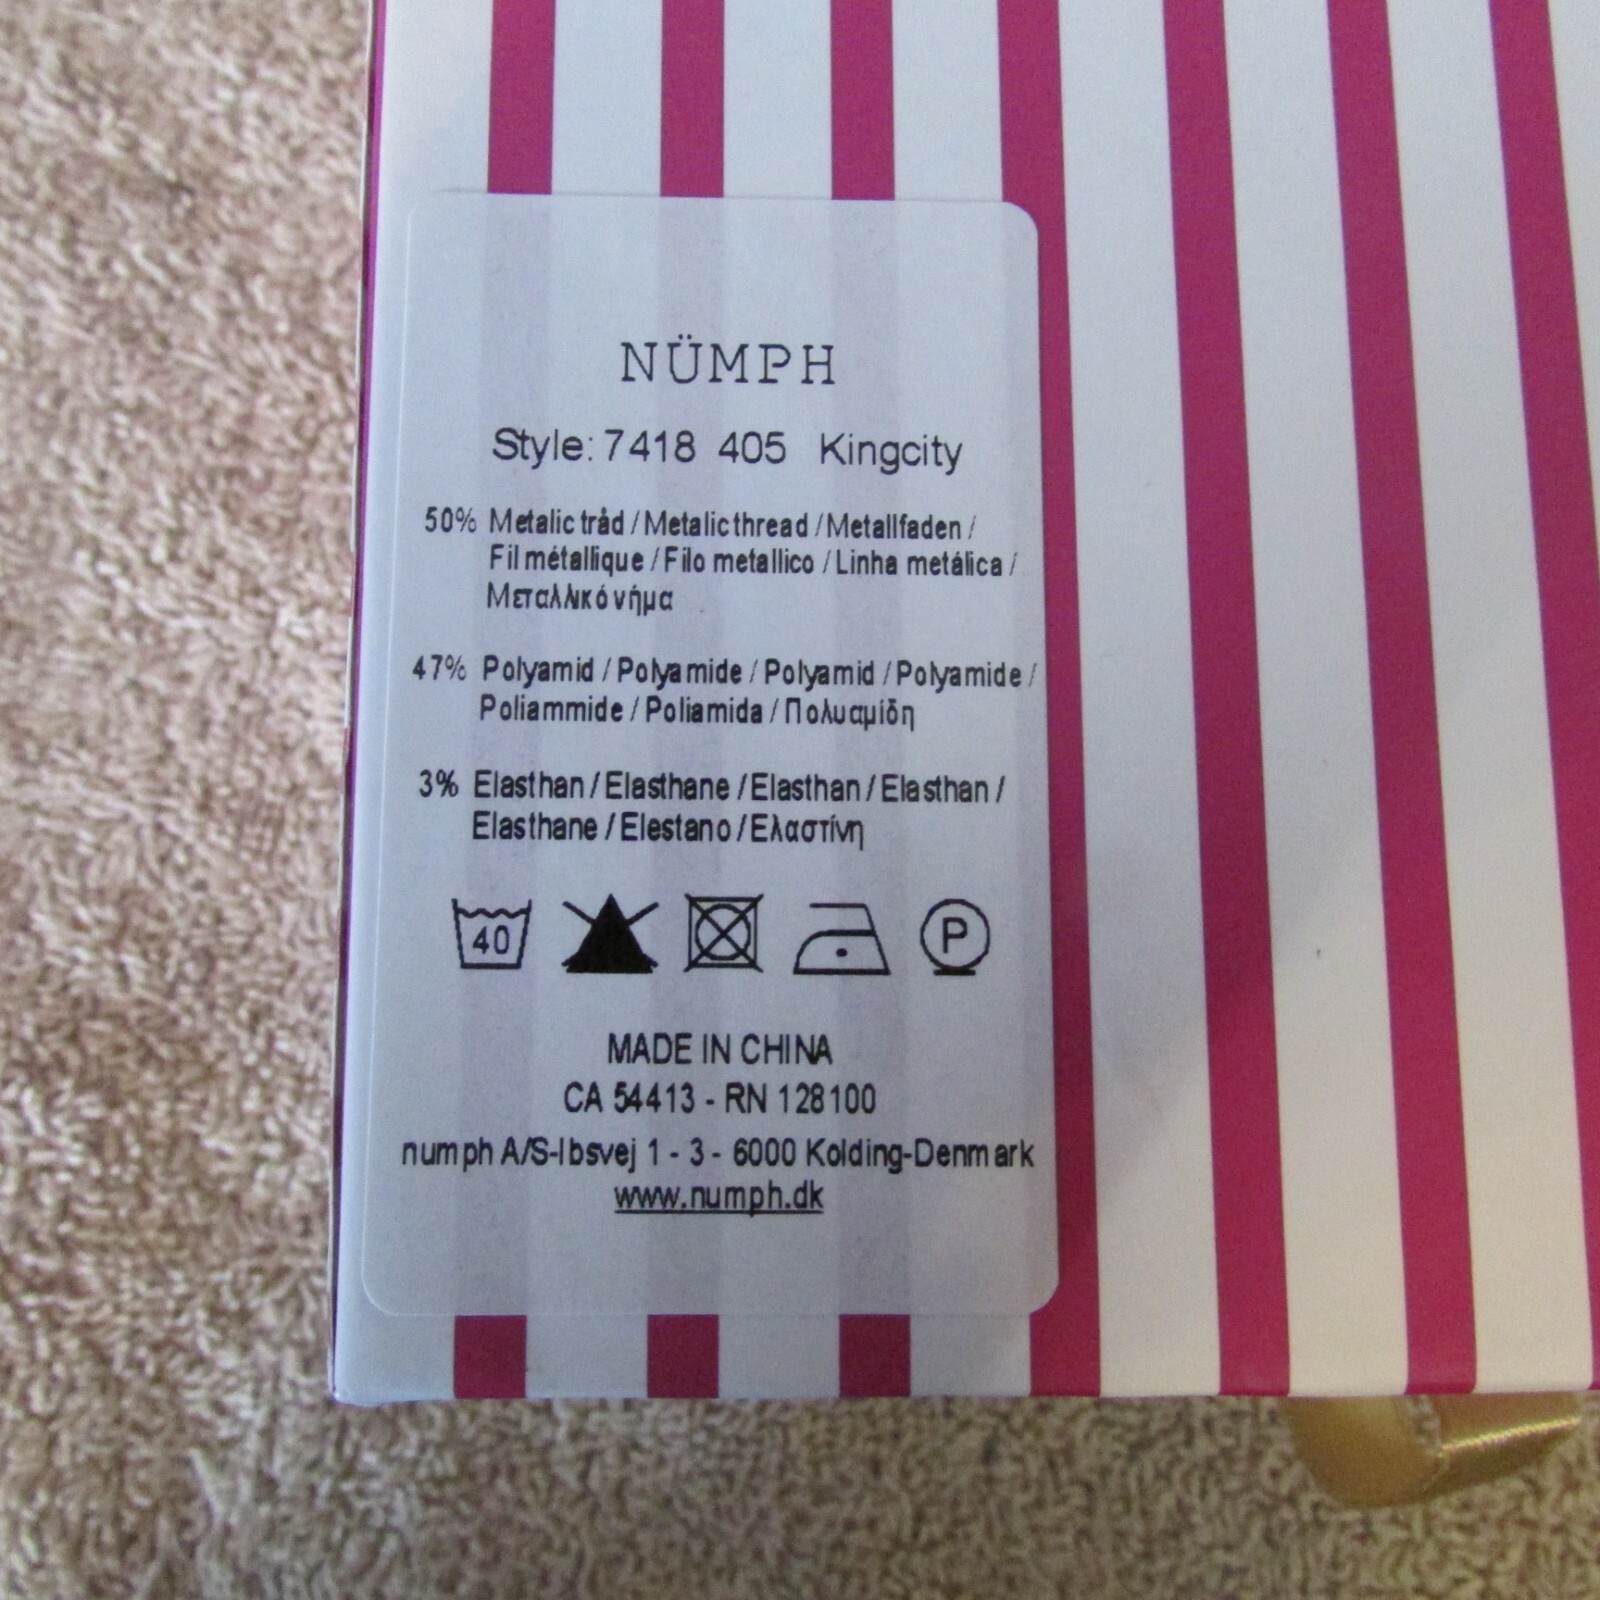 NÜMPH
Style: 7418 405 Kingcity
50% Metalic tråd / Metalic thread / Metallfaden /
Fil métallique / Filo metallico / Linha metálica /
Μεταλλικό νήμα
47% Polyamid / Polyamide / Polyamid / Polyamide /
Poliammide / Poliamida / Πολυαμίδη
3% Elasthan / Elasthane / Elasthan / Elasthan /
Elasthane / Elestano / Ελαστίνη
40 P
MADE IN CHINA
CA 54413 - RN 128100
numph A/S-Ibsvej 1 - 3 - 6000 Kolding-Denmark
www.numph.dk